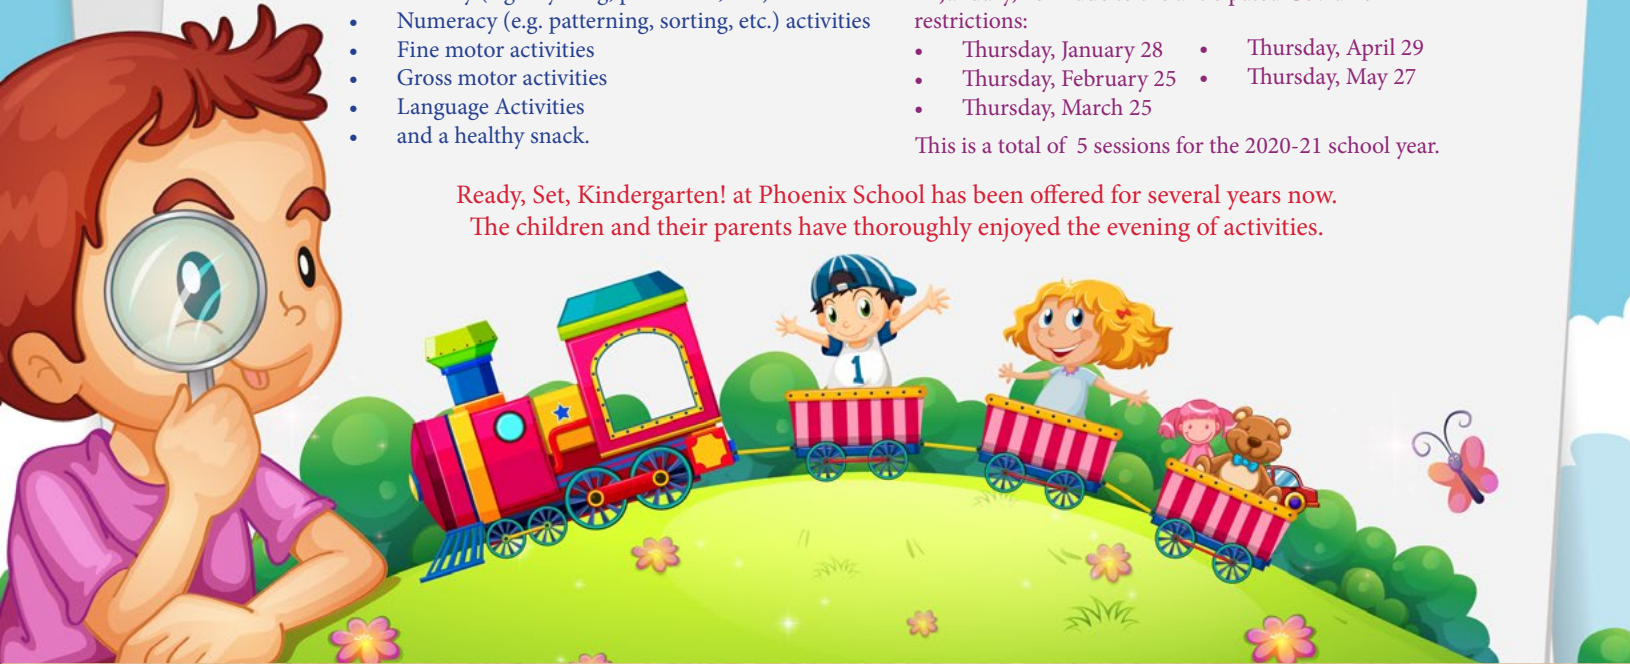 Numeracy (e.g. patterning, sorting, etc.) activities
Fine motor activities
Gross motor activities
Language Activities
and a healthy snack.
restrictions:
• Thursday, January 28
• Thursday, February 25
• Thursday, March 25
• Thursday, April 29
• Thursday, May 27
This is a total of 5 sessions for the 2020-21 school year.
Ready, Set, Kindergarten! at Phoenix School has been offered for several years now.
The children and their parents have thoroughly enjoyed the evening of activities.
1